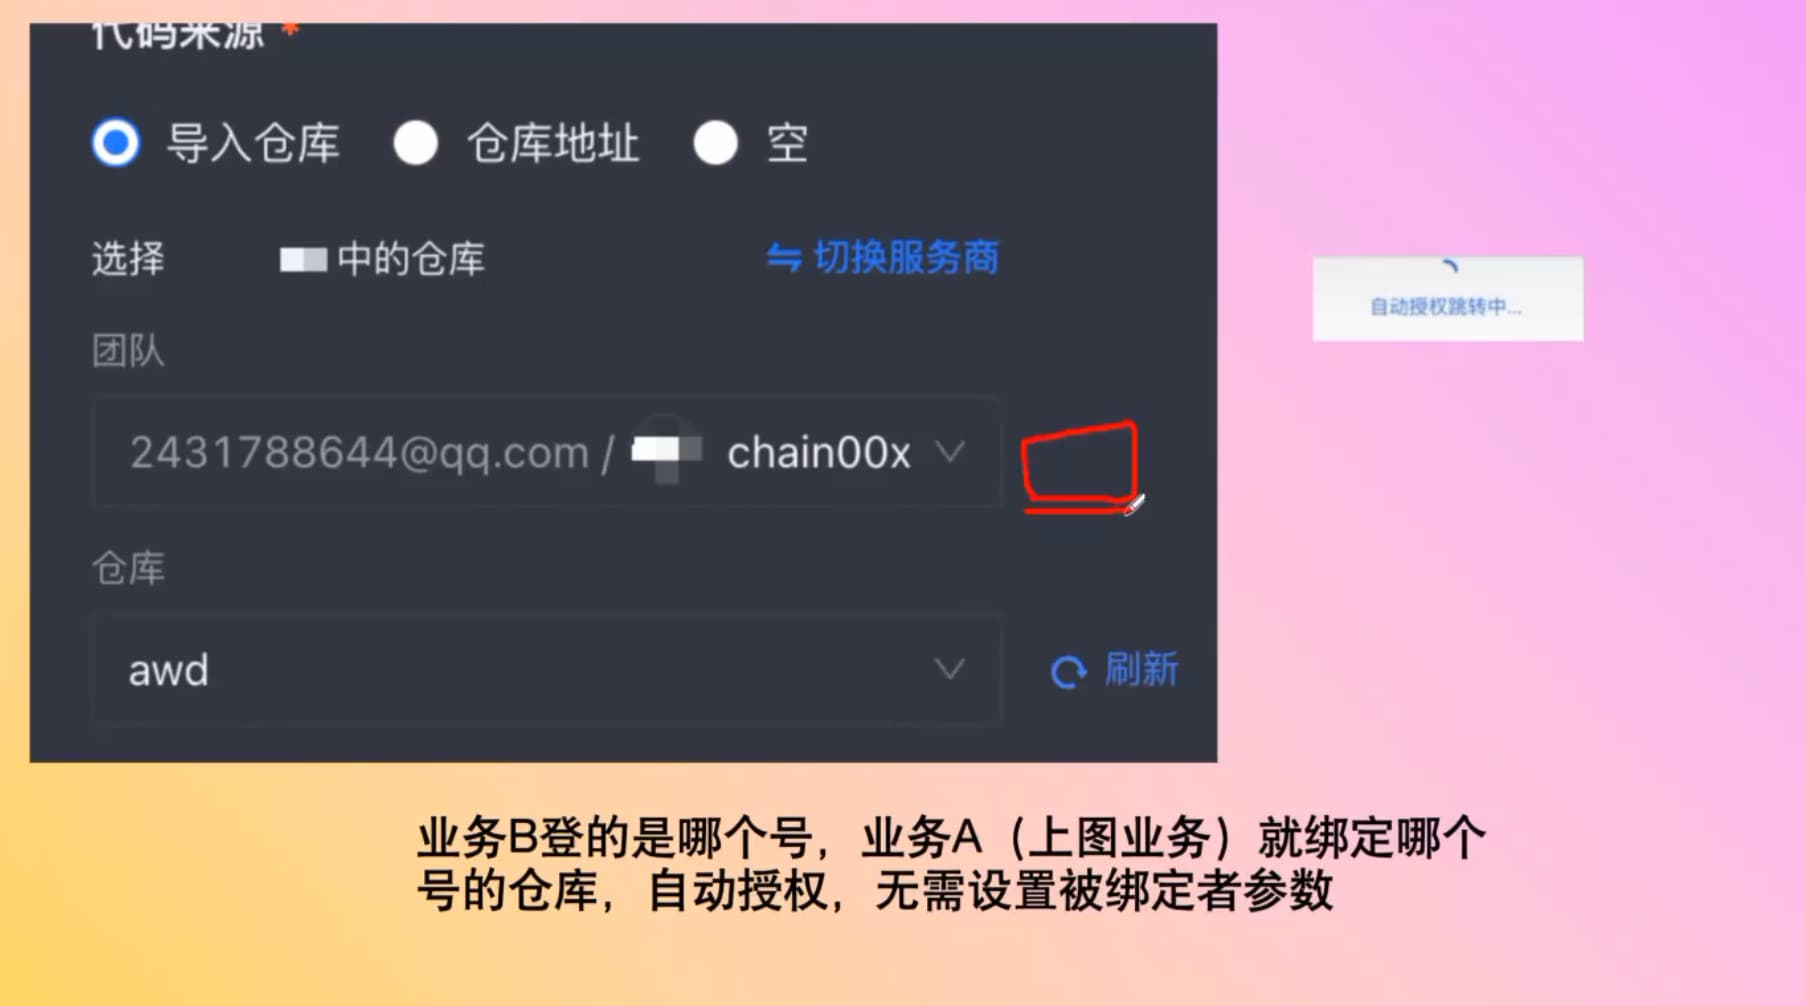 代码来源 *
导入仓库 仓库地址 空
选择 中的仓库 ⇋ 切换服务商
自动授权跳转中...
团队
2431788644@qq.com / chain00x
仓库
awd 刷新
业务B登的是哪个号，业务A（上图业务）就绑定哪个
号的仓库，自动授权，无需设置被绑定者参数